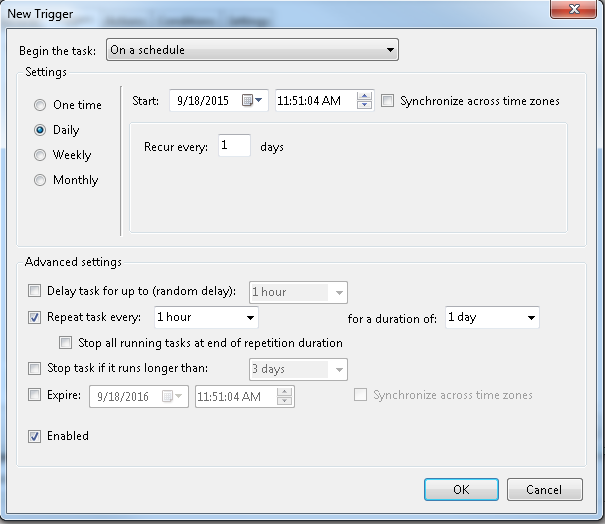 New Trigger
Begin the task: On a schedule
Settings
One time
Daily
Weekly
Monthly
Start: 9/18/2015 11:51:04 AM Synchronize across time zones
Recur every: 1 days
Advanced settings
Delay task for up to (random delay): 1 hour
Repeat task every: 1 hour for a duration of: 1 day
Stop all running tasks at end of repetition duration
Stop task if it runs longer than: 3 days
Expire: 9/18/2016 11:51:04 AM Synchronize across time zones
Enabled
OK Cancel